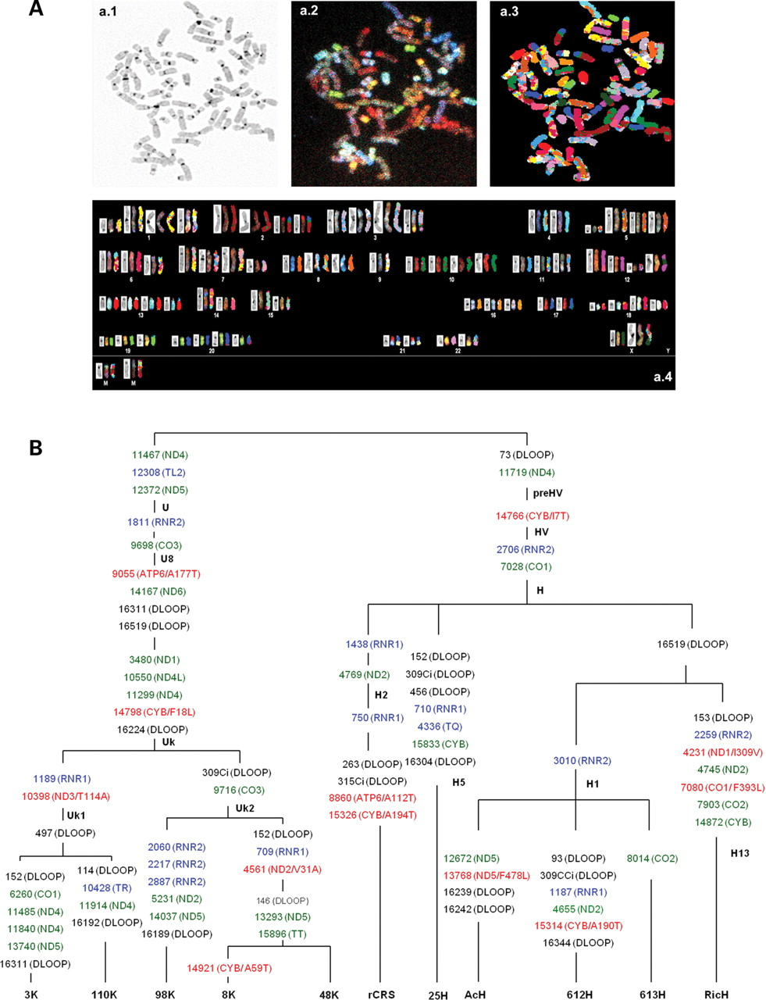 A
a.1
a.2
a.3
1
2
3
4
5
6
7
8
9
10
11
12
13
14
15
16
17
18
19
20
21
22
X
Y
M
M
a.4
B
11467 (ND4)
12308 (TL2)
12372 (ND5)
U
1811 (RNR2)
9698 (CO3)
U8
9055 (ATP6/A177T)
14167 (ND6)
16311 (DLOOP)
16519 (DLOOP)
3480 (ND1)
10550 (ND4L)
11299 (ND4)
14798 (CYB/F18L)
16224 (DLOOP)
Uk
1189 (RNR1)
10398 (ND3/T114A)
Uk1
497 (DLOOP)
152 (DLOOP)
6260 (CO1)
11485 (ND4)
11840 (ND4)
13740 (ND5)
16311 (DLOOP)
3K
114 (DLOOP)
10428 (TR)
11914 (ND4)
16192 (DLOOP)
110K
309Ci (DLOOP)
9716 (CO3)
Uk2
2060 (RNR2)
2217 (RNR2)
2887 (RNR2)
5231 (ND2)
14037 (ND5)
16189 (DLOOP)
98K
152 (DLOOP)
709 (RNR1)
4561 (ND2/V31A)
146 (DLOOP)
13293 (ND5)
15896 (TT)
14921 (CYB/A59T)
8K
48K
73 (DLOOP)
11719 (ND4)
preHV
14766 (CYB/I7T)
HV
2706 (RNR2)
7028 (CO1)
H
1438 (RNR1)
4769 (ND2)
H2
750 (RNR1)
263 (DLOOP)
315Ci (DLOOP)
8860 (ATP6/A112T)
15326 (CYB/A194T)
rCRS
152 (DLOOP)
309Ci (DLOOP)
456 (DLOOP)
710 (RNR1)
4336 (TQ)
15833 (CYB)
16304 (DLOOP)
H5
25H
16519 (DLOOP)
3010 (RNR2)
H1
12672 (ND5)
13768 (ND5/F478L)
16239 (DLOOP)
16242 (DLOOP)
AcH
93 (DLOOP)
309CCi (DLOOP)
1187 (RNR1)
4655 (ND2)
15314 (CYB/A190T)
16344 (DLOOP)
612H
8014 (CO2)
613H
153 (DLOOP)
2259 (RNR2)
4231 (ND1/I309V)
4745 (ND2)
7080 (CO1/F393L)
7903 (CO2)
14872 (CYB)
H13
RicH